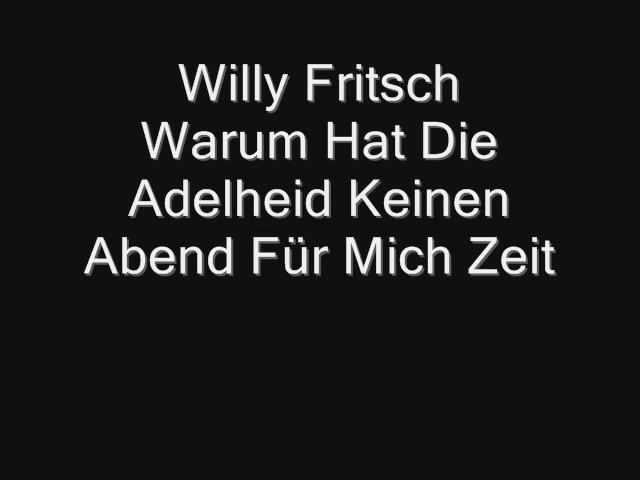 Willy Fritsch
Warum Hat Die
Adelheid Keinen
Abend Für Mich Zeit